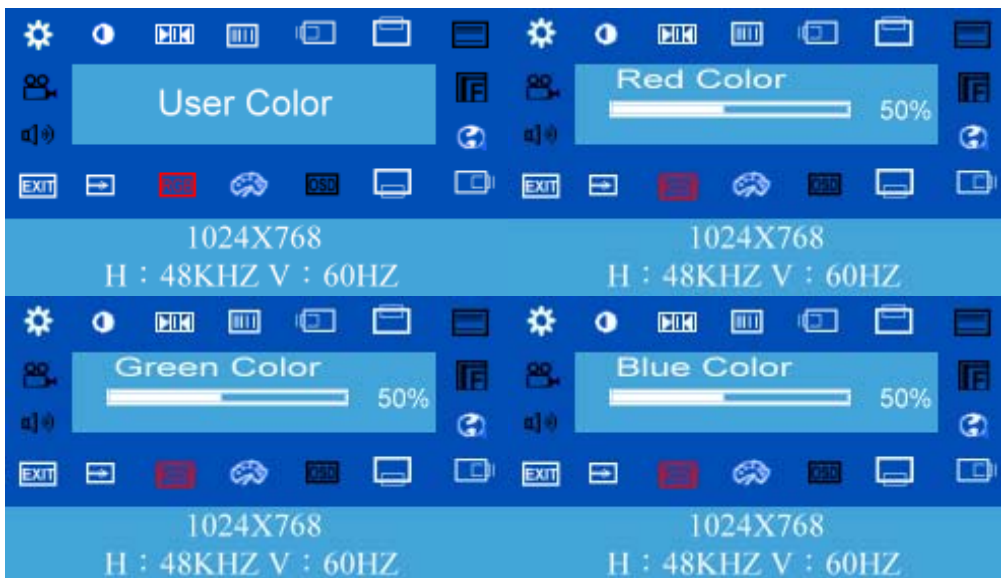 User Color
EXIT RGB OSD
1024X768
H：48KHZ V：60HZ
Red Color
50%
F
EXIT OSD
1024X768
H：48KHZ V：60HZ
Green Color
50%
F
EXIT OSD
1024X768
H：48KHZ V：60HZ
Blue Color
50%
F
EXIT OSD
1024X768
H：48KHZ V：60HZ